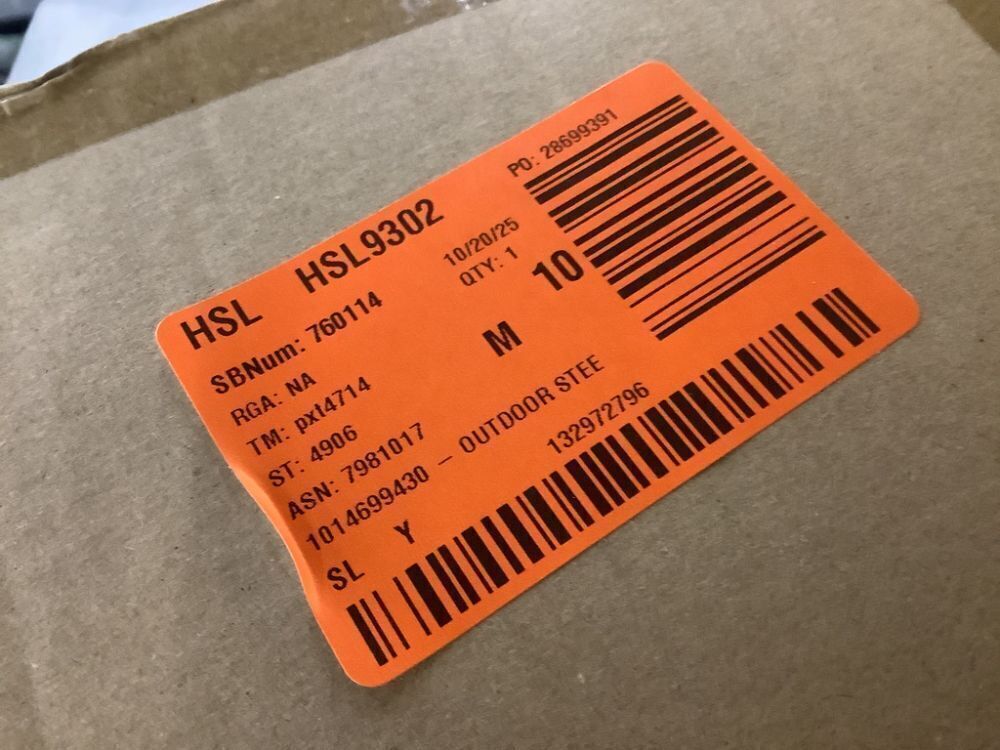 HSL HSL9302
SBNum: 760114
RGA: NA
TM: pxt4714
ST: 4906
ASN: 7981017
1014699430 – OUTDOOR STEE
SL Y
132972796
10/20/25
QTY: 1
M
10
PO: 28699391